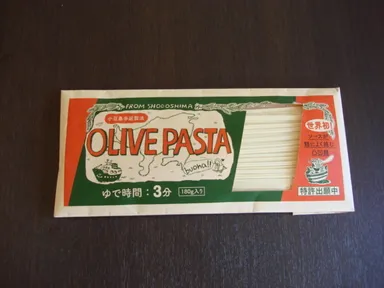 FROM SHODOSHIMA
OLIVE PASTA
buono!!
ゆで時間：3分
180g入り
世界初
特許出願中